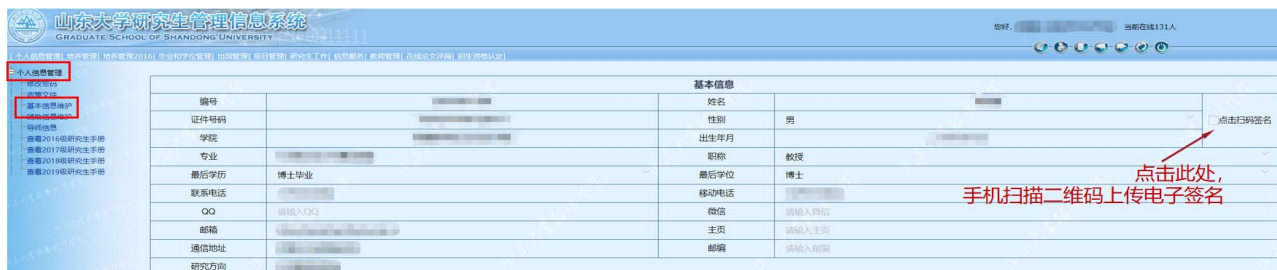 山东大学研究生管理信息系统
GRADUATE SCHOOL OF SHANDONG UNIVERSITY
您好, 当前在线131人
| 个人信息管理| 培养管理| 培养管理2016| 毕业和学位管理| 出国管理| 项目管理| 研究生工作| 信息服务| 教师管理| 在线论文评阅| 招生资格认定|
个人信息管理
修改密码
政策文件
基本信息维护
辅助信息维护
导师信息
查看2016级研究生手册
查看2017级研究生手册
查看2018级研究生手册
查看2019级研究生手册
基本信息
编号 姓名
证件号码 性别 男 点击扫码签名
学院 出生年月
专业 职称 教授
最后学历 博士毕业 最后学位 博士
联系电话 移动电话
QQ 请输入QQ 微信 请输入微信
邮箱 主页 请输入主页
通信地址 邮编 请输入邮编
研究方向
点击此处,
手机扫描二维码上传电子签名